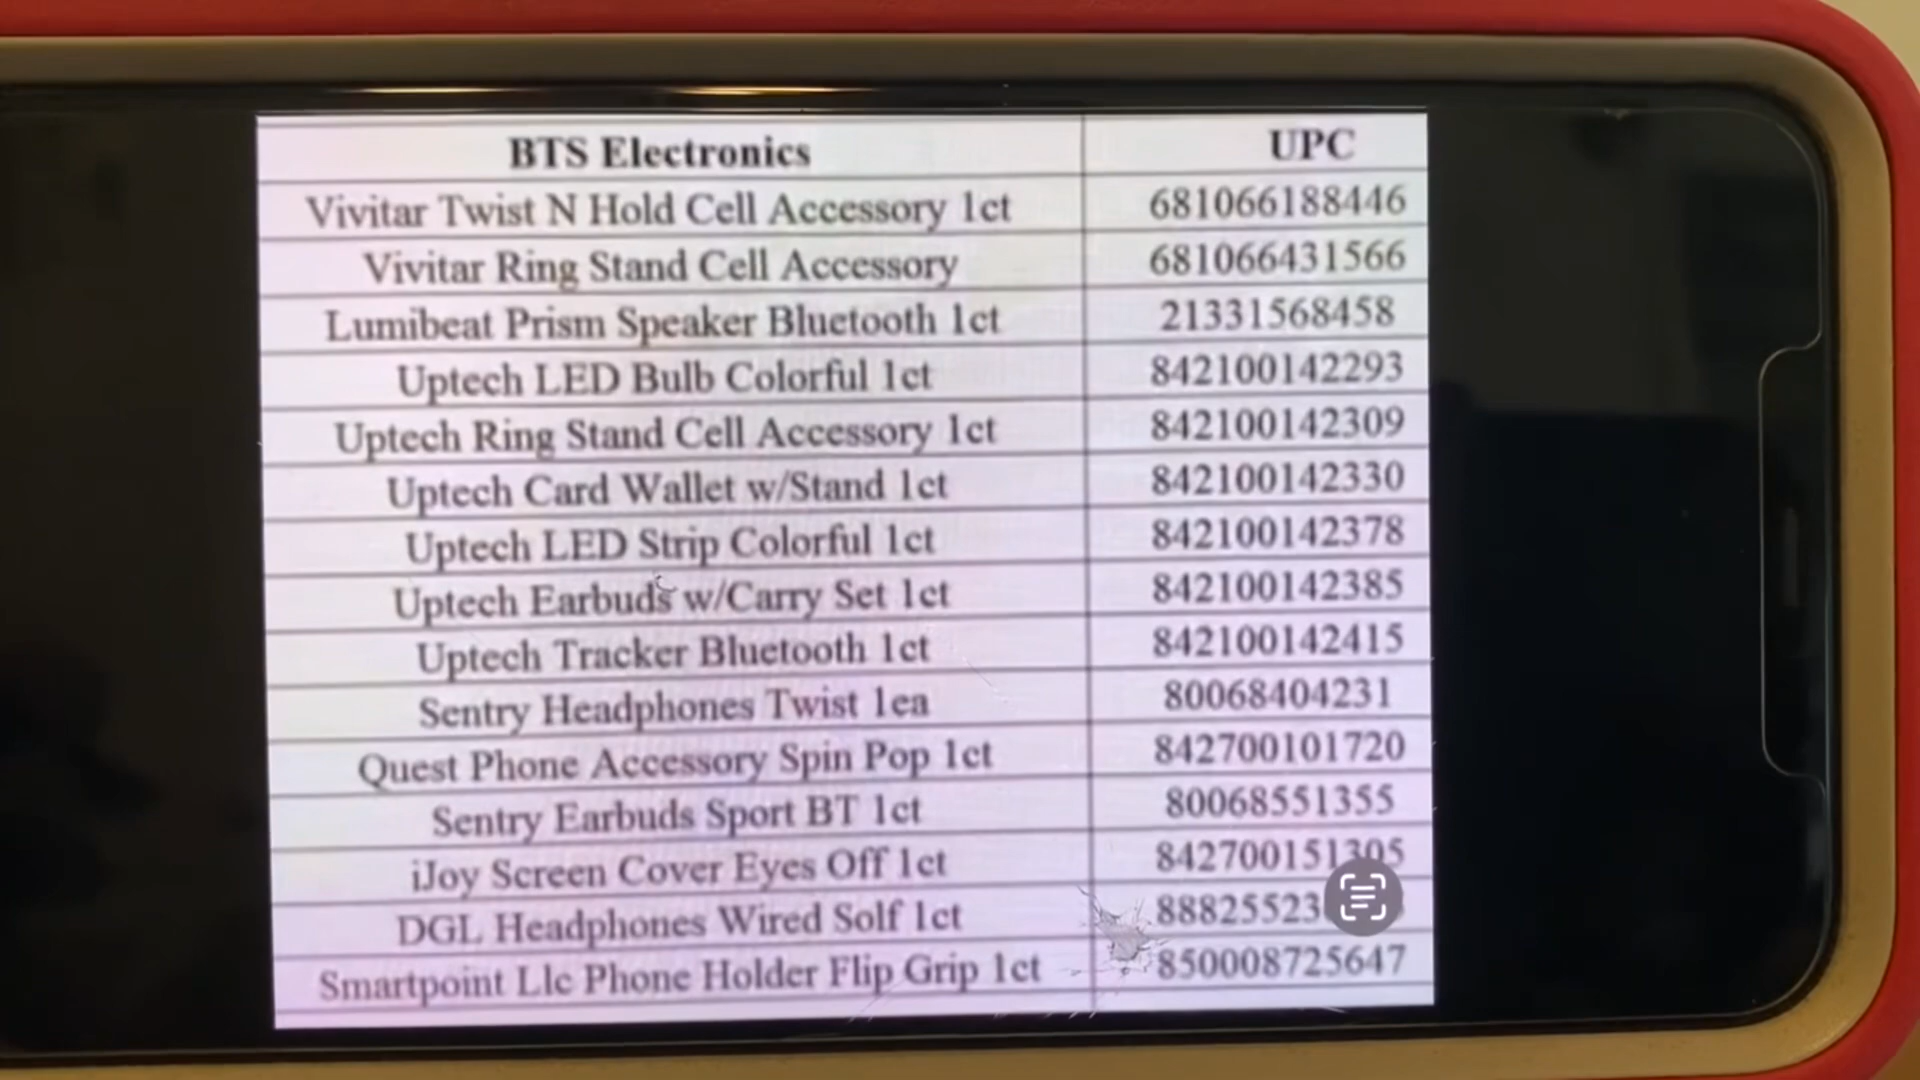 BTS Electronics UPC
Vivitar Twist N Hold Cell Accessory 1ct 681066188446
Vivitar Ring Stand Cell Accessory 681066431566
Lumibeat Prism Speaker Bluetooth 1ct 21331568458
Uptech LED Bulb Colorful 1ct 842100142293
Uptech Ring Stand Cell Accessory 1ct 842100142309
Uptech Card Wallet w/Stand 1ct 842100142330
Uptech LED Strip Colorful 1ct 842100142378
Uptech Earbuds w/Carry Set 1ct 842100142385
Uptech Tracker Bluetooth 1ct 842100142415
Sentry Headphones Twist 1ea 80068404231
Quest Phone Accessory Spin Pop 1ct 842700101720
Sentry Earbuds Sport BT 1ct 80068551355
iJoy Screen Cover Eyes Off 1ct 842700151305
DGL Headphones Wired Solf 1ct
Smartpoint Llc Phone Holder Flip Grip 1ct 850008725647